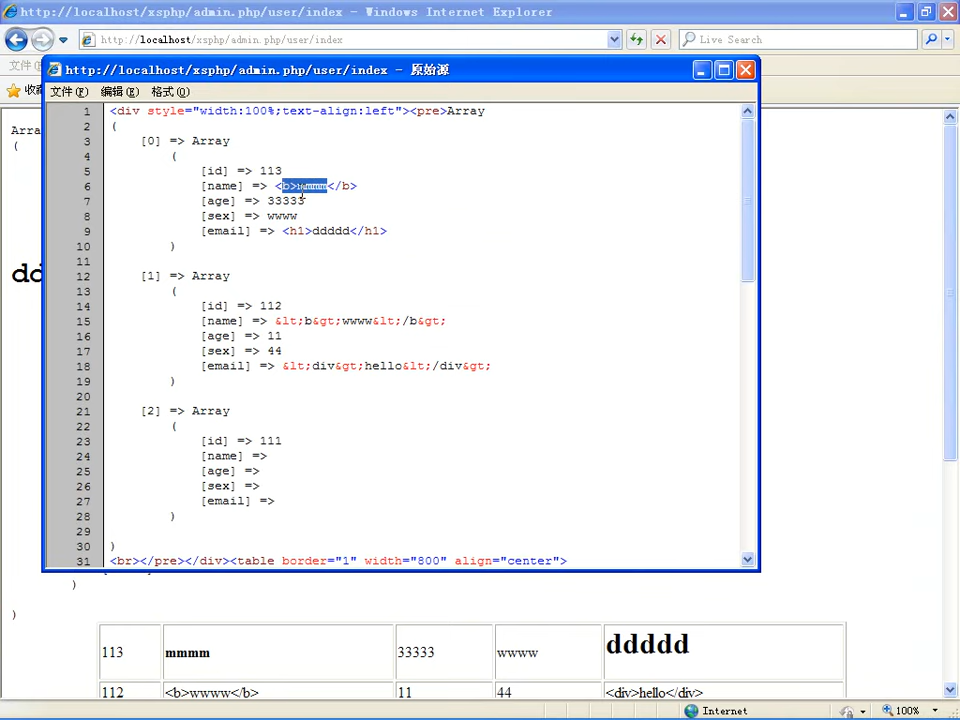 http://localhost/xsphp/admin.php/user/index - Windows Internet Explorer
http://localhost/xsphp/admin.php/user/index
Live Search
http://localhost/xsphp/admin.php/user/index - 原始源
文件(F) 编辑(E) 格式(O)
1 <div style="width:100%;text-align:left"><pre>Array
2 (
3 [0] => Array
4 (
5 [id] => 113
6 [name] => <b>mmmm</b>
7 [age] => 33333
8 [sex] => wwww
9 [email] => <h1>ddddd</h1>
10 )
11
12 [1] => Array
13 (
14 [id] => 112
15 [name] => &lt;b&gt;wwww&lt;/b&gt;
16 [age] => 11
17 [sex] => 44
18 [email] => &lt;div&gt;hello&lt;/div&gt;
19 )
20
21 [2] => Array
22 (
23 [id] => 111
24 [name] =>
25 [age] =>
26 [sex] =>
27 [email] =>
28 )
29
30 )
31 <br></pre></div><table border="1" width="800" align="center">
)
)
113 mmmm 33333 wwww ddddd
112 <b>wwww</b> 11 44 <div>hello</div>
Internet 100%